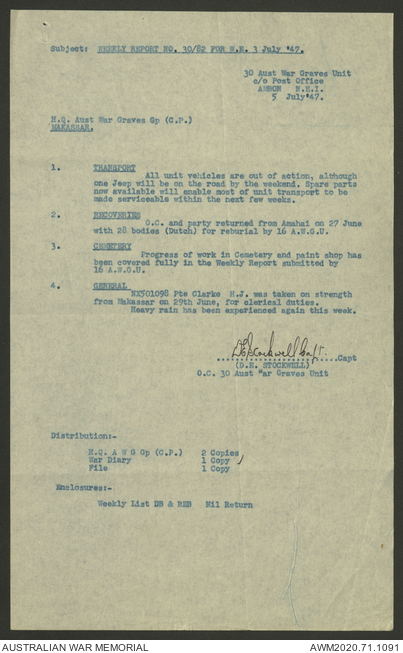 Subject: WEEKLY REPORT NO. 30/82 FOR W.E. 3 July '47.
30 Aust War Graves Unit
c/o Post Office
AMBON N.E.I.
5 July'47.
H.Q. Aust War Graves Gp (C.P.)
MAKASSAR.
1. TRANSPORT
All unit vehicles are out of action, although
one Jeep will be on the road by the weekend. Spare parts
now available will enable most of unit transport to be
made serviceable within the next few weeks.
2. RECOVERIES
O.C. and party returned from Amahai on 27 June
with 28 bodies (Dutch) for reburial by 16 A.W.G.U.
3. CEMETERY
Progress of work in Cemetery and paint shop has
been covered fully in the Weekly Report submitted by
16 A.W.G.U.
4. GENERAL
NX501098 Pte Clarke H.J. was taken on strength
from Makassar on 29th June, for clerical duties.
Heavy rain has been experienced again this week.
DEStockwell Capt. Capt
(D.E. STOCKWELL)
O.C. 30 Aust War Graves Unit
Distribution:-
H.Q. A W G Gp (C.P.) 2 Copies
War Diary 1 Copy /
File 1 Copy
Enclosures:-
Weekly List DB & REB Nil Return
AUSTRALIAN WAR MEMORIAL
AWM2020.71.1091